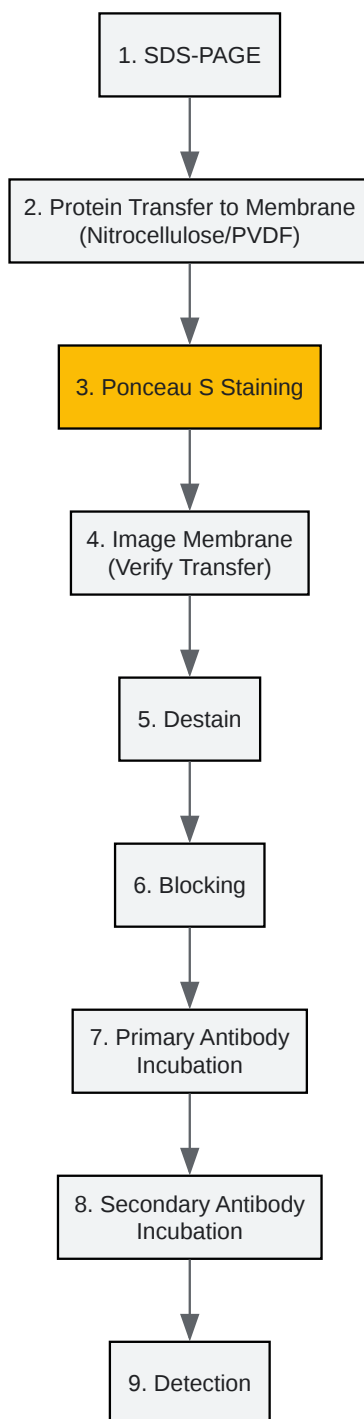 1. SDS-PAGE
2. Protein Transfer to Membrane
(Nitrocellulose/PVDF)
3. Ponceau S Staining
4. Image Membrane
(Verify Transfer)
5. Destain
6. Blocking
7. Primary Antibody
Incubation
8. Secondary Antibody
Incubation
9. Detection